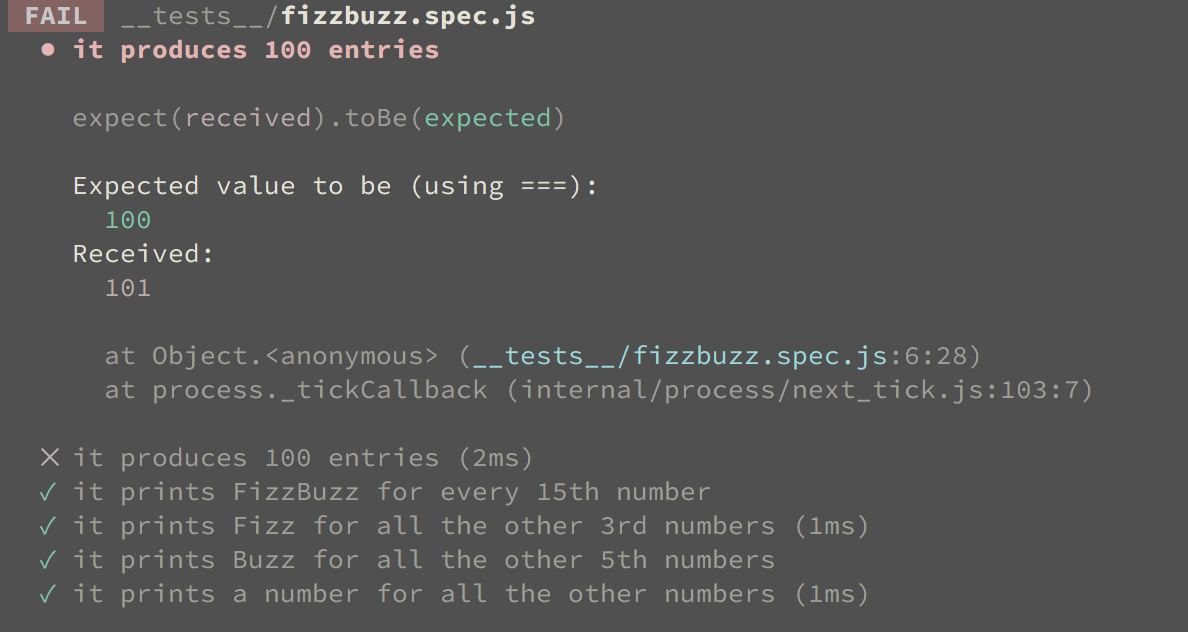 FAIL __tests__/fizzbuzz.spec.js
● it produces 100 entries
expect(received).toBe(expected)
Expected value to be (using ===):
100
Received:
101
at Object.<anonymous> (__tests__/fizzbuzz.spec.js:6:28)
at process._tickCallback (internal/process/next_tick.js:103:7)
✕ it produces 100 entries (2ms)
✓ it prints FizzBuzz for every 15th number
✓ it prints Fizz for all the other 3rd numbers (1ms)
✓ it prints Buzz for all the other 5th numbers
✓ it prints a number for all the other numbers (1ms)